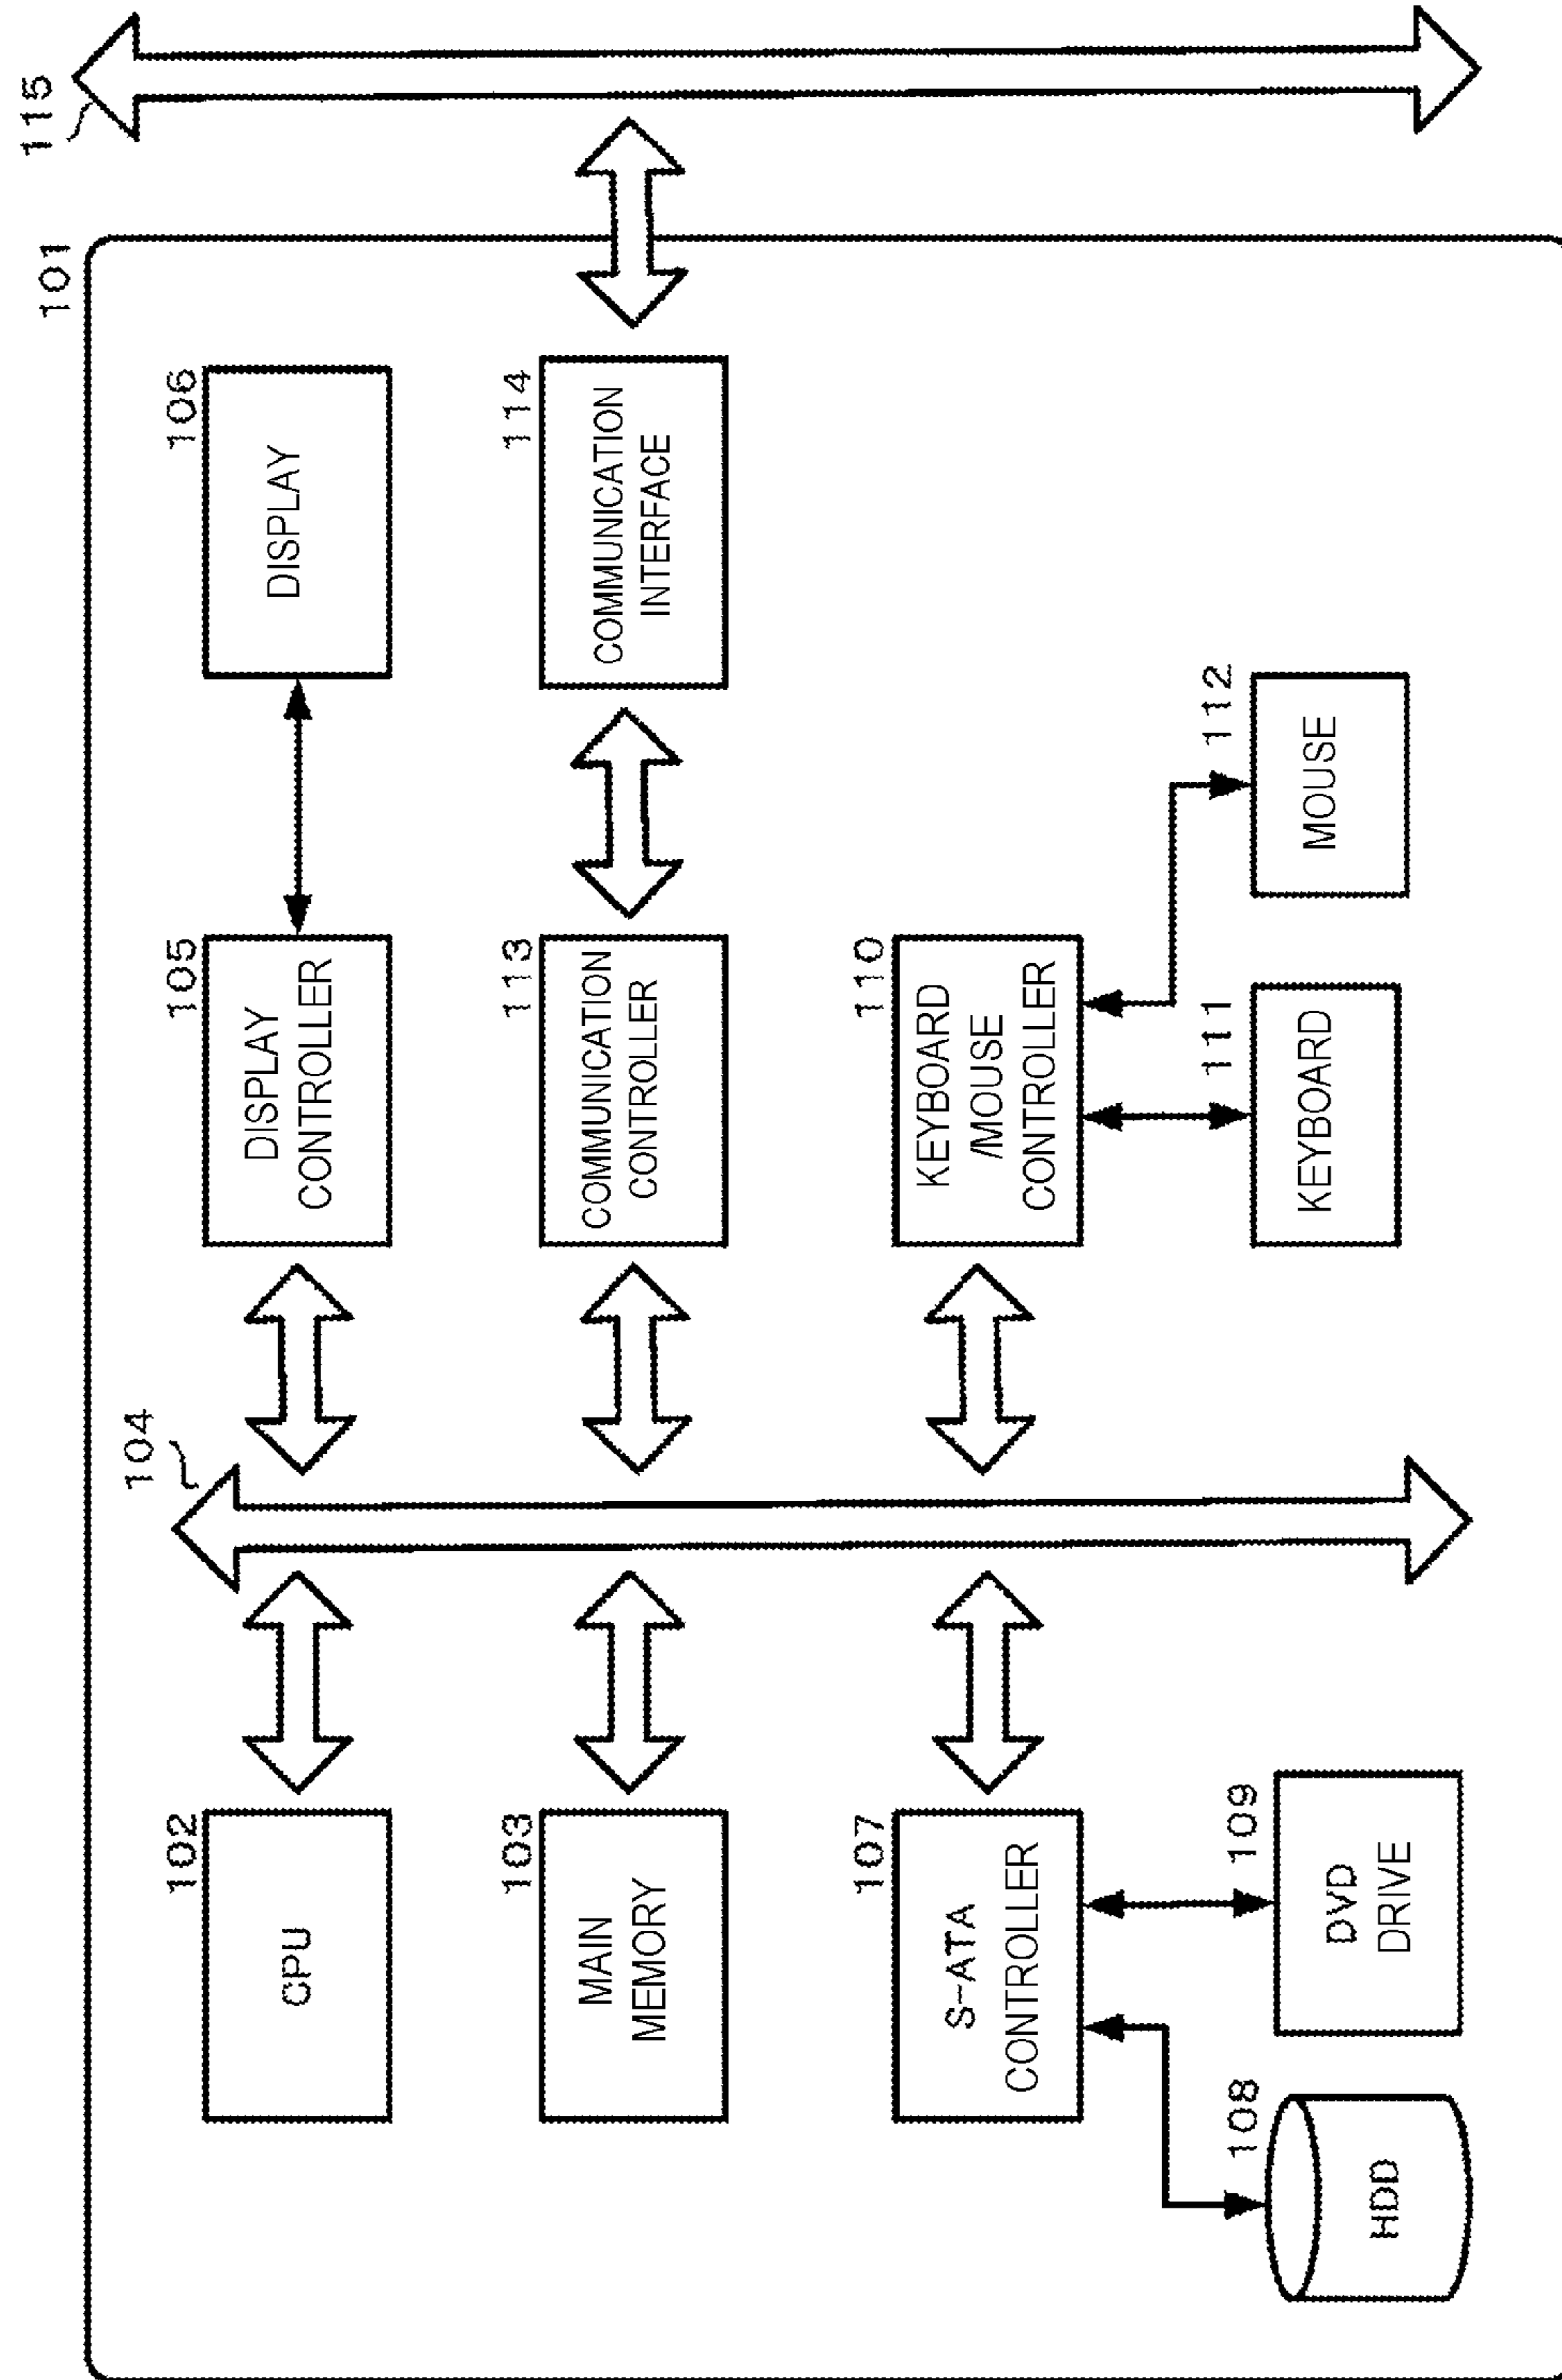 101
115
102
CPU
104
105
DISPLAY
CONTROLLER
106
DISPLAY
103
MAIN
MEMORY
113
COMMUNICATION
CONTROLLER
114
COMMUNICATION
INTERFACE
107
S-ATA
CONTROLLER
110
KEYBOARD
/MOUSE
CONTROLLER
108
HDD
109
DVD
DRIVE
111
KEYBOARD
112
MOUSE